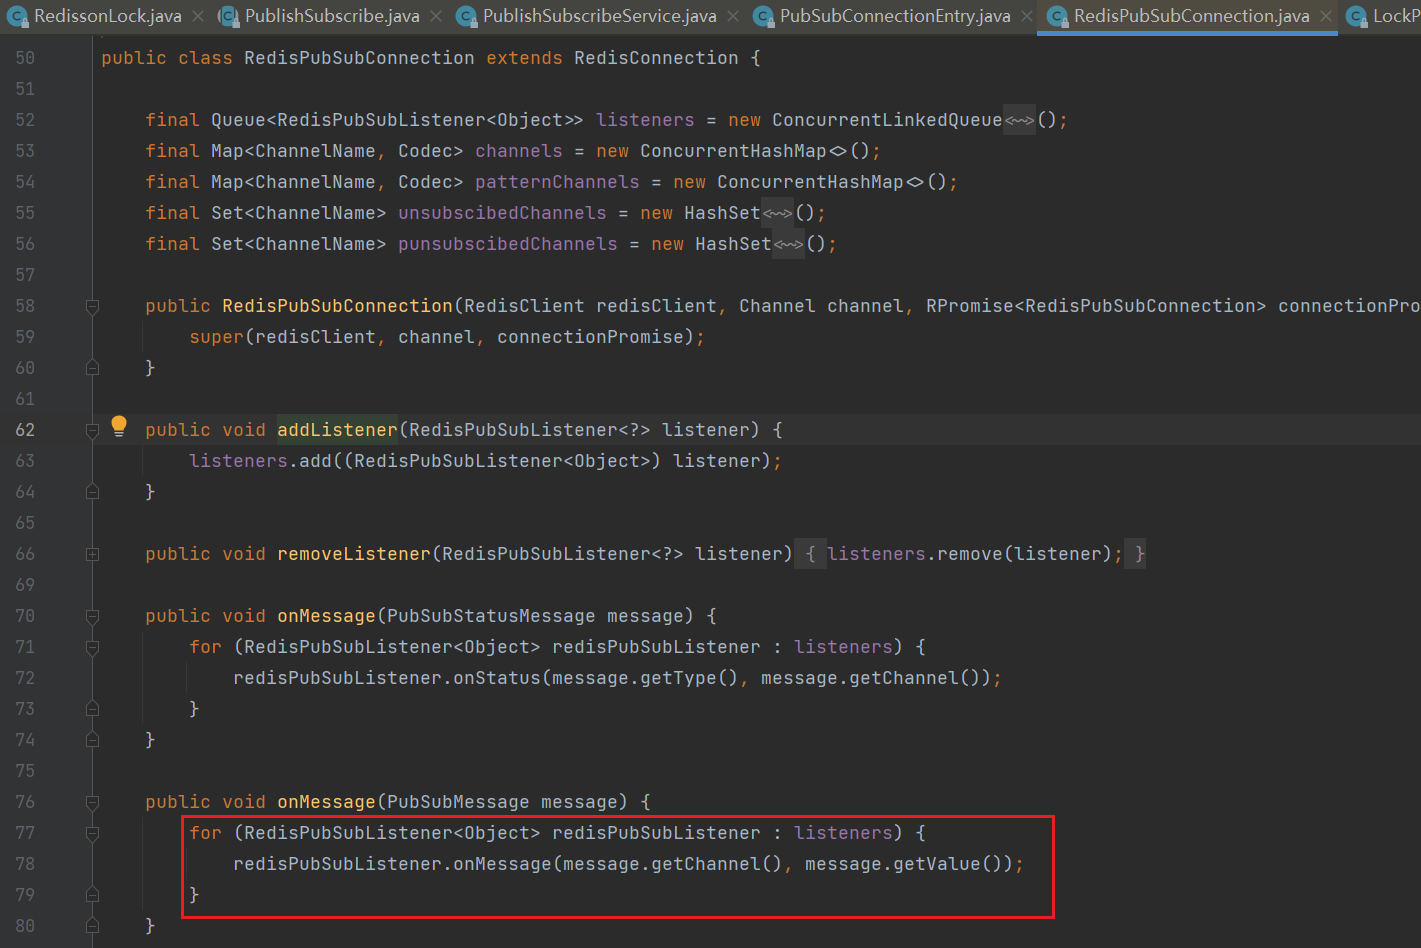 RedissonLock.java PublishSubscribe.java PublishSubscribeService.java PubSubConnectionEntry.java RedisPubSubConnection.java LockP
50 public class RedisPubSubConnection extends RedisConnection {
51
52 final Queue<RedisPubSubListener<Object>> listeners = new ConcurrentLinkedQueue<~>();
53 final Map<ChannelName, Codec> channels = new ConcurrentHashMap<>();
54 final Map<ChannelName, Codec> patternChannels = new ConcurrentHashMap<>();
55 final Set<ChannelName> unsubscibedChannels = new HashSet<~>();
56 final Set<ChannelName> punsubscibedChannels = new HashSet<~>();
57
58 public RedisPubSubConnection(RedisClient redisClient, Channel channel, RPromise<RedisPubSubConnection> connectionPro
59 super(redisClient, channel, connectionPromise);
60 }
61
62 public void addListener(RedisPubSubListener<?> listener) {
63 listeners.add((RedisPubSubListener<Object>) listener);
64 }
65
66 public void removeListener(RedisPubSubListener<?> listener) { listeners.remove(listener); }
69
70 public void onMessage(PubSubStatusMessage message) {
71 for (RedisPubSubListener<Object> redisPubSubListener : listeners) {
72 redisPubSubListener.onStatus(message.getType(), message.getChannel());
73 }
74 }
75
76 public void onMessage(PubSubMessage message) {
77 for (RedisPubSubListener<Object> redisPubSubListener : listeners) {
78 redisPubSubListener.onMessage(message.getChannel(), message.getValue());
79 }
80 }